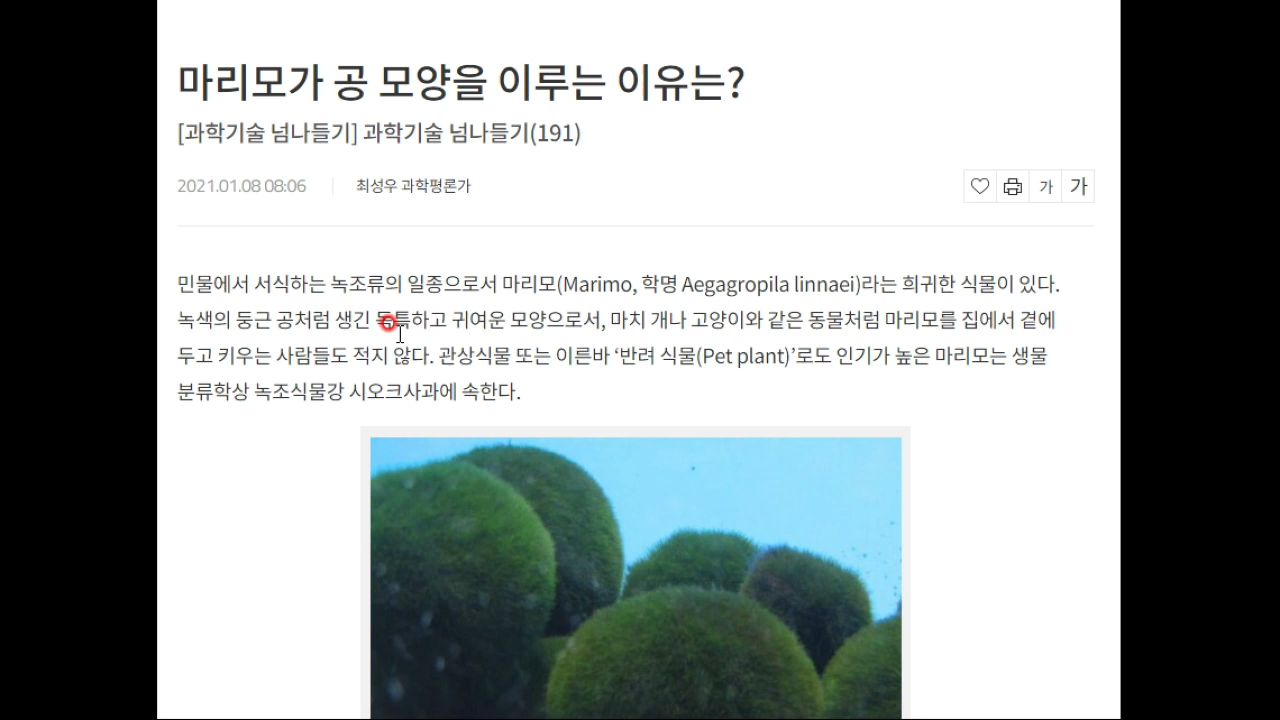 마리모가 공 모양을 이루는 이유는?
[과학기술 넘나들기] 과학기술 넘나들기(191)
2021.01.08 08:06 최성우 과학평론가
가 가
민물에서 서식하는 녹조류의 일종으로서 마리모(Marimo, 학명 Aegagropila linnaei)라는 희귀한 식물이 있다.
녹색의 둥근 공처럼 생긴 독특하고 귀여운 모양으로서, 마치 개나 고양이와 같은 동물처럼 마리모를 집에서 곁에
두고 키우는 사람들도 적지 않다. 관상식물 또는 이른바 ‘반려 식물(Pet plant)’로도 인기가 높은 마리모는 생물
분류학상 녹조식물강 시오크사과에 속한다.